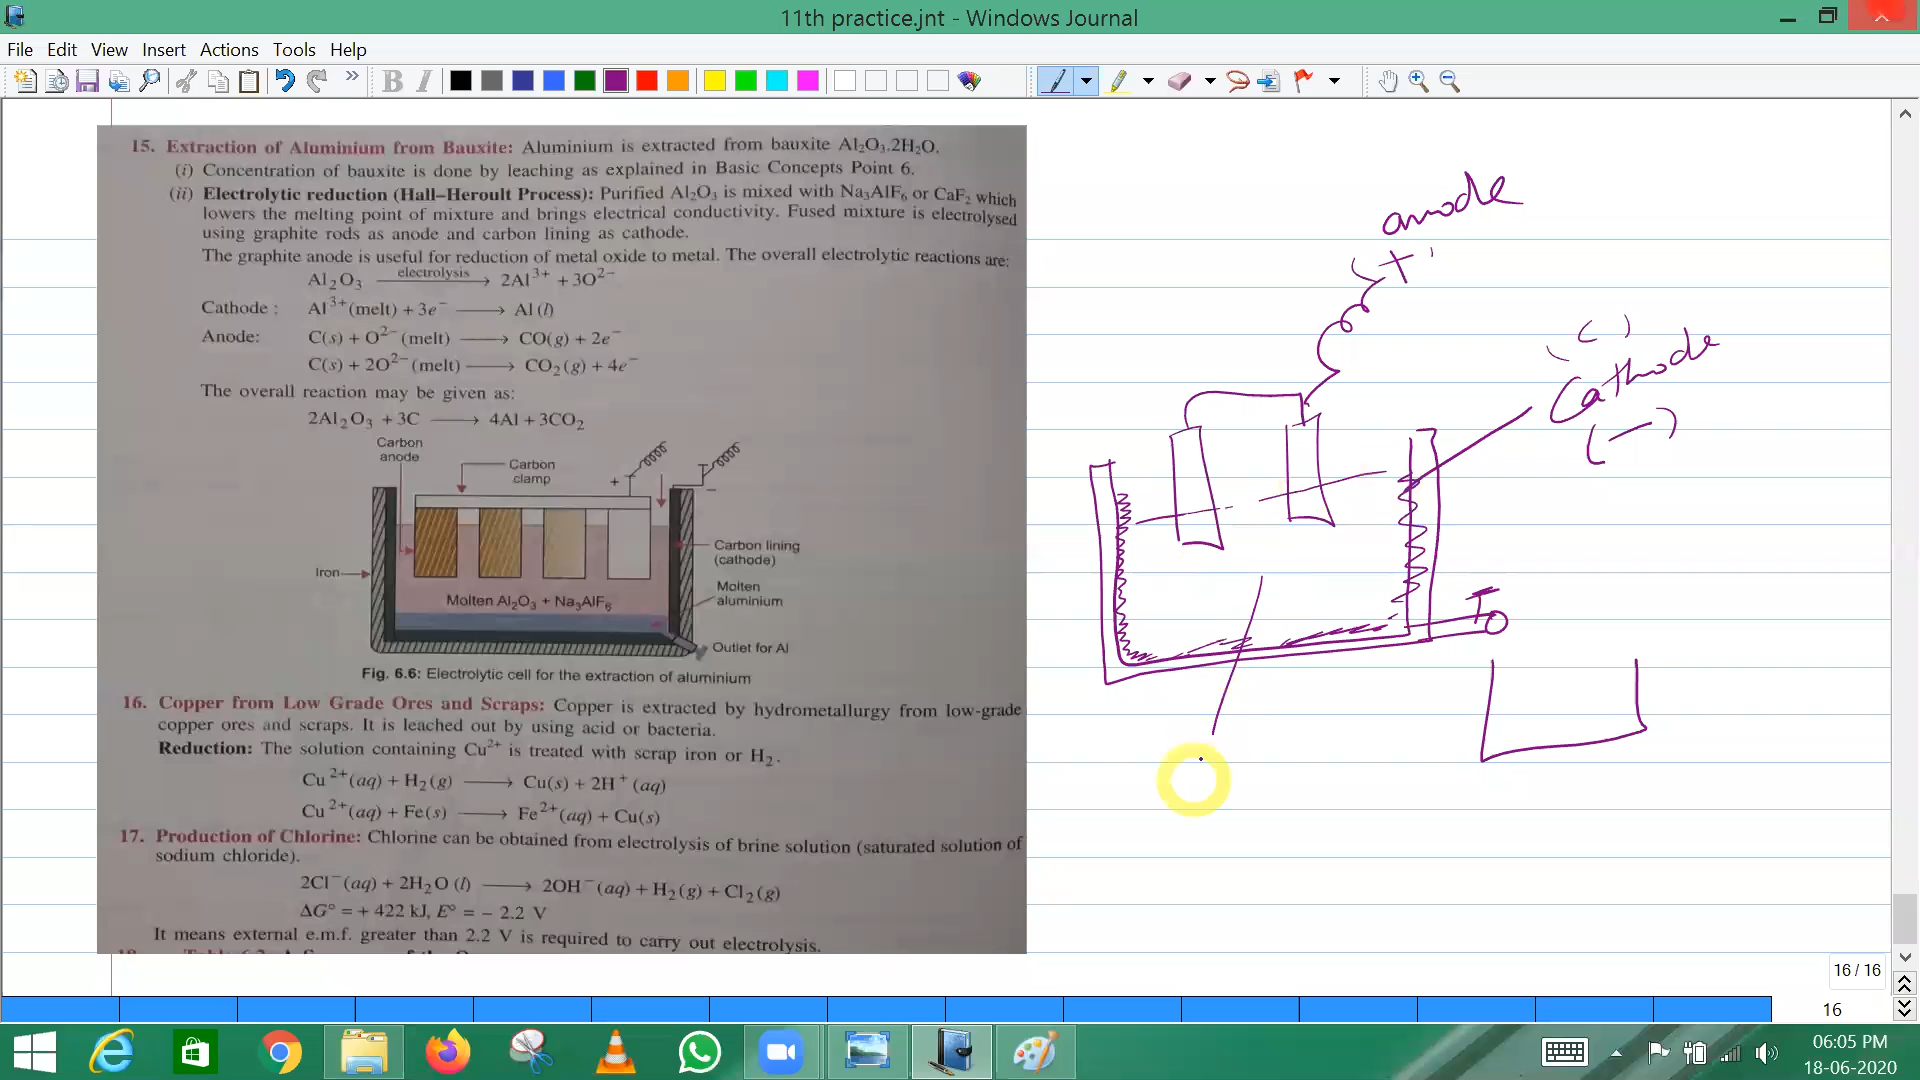 11th practice.jnt - Windows Journal
File Edit View Insert Actions Tools Help
15. Extraction of Aluminium from Bauxite: Aluminium is extracted from bauxite Al₂O₃.2H₂O.
(i) Concentration of bauxite is done by leaching as explained in Basic Concepts Point 6.
(ii) Electrolytic reduction (Hall–Heroult Process): Purified Al₂O₃ is mixed with Na₃AlF₆ or CaF₂ which
lowers the melting point of mixture and brings electrical conductivity. Fused mixture is electrolysed
using graphite rods as anode and carbon lining as cathode.
The graphite anode is useful for reduction of metal oxide to metal. The overall electrolytic reactions are:
Al₂O₃ electrolysis → 2Al³⁺ + 3O²⁻
Cathode : Al³⁺ (melt) + 3e⁻ → Al (l)
Anode: C(s) + O²⁻ (melt) → CO(g) + 2e⁻
C(s) + 2O²⁻ (melt) → CO₂ (g) + 4e⁻
The overall reaction may be given as:
2Al₂O₃ + 3C → 4Al + 3CO₂
Carbon
anode
Carbon
clamp
+
–
Iron
Carbon lining
(cathode)
Molten
aluminium
Molten Al₂O₃ + Na₃AlF₆
Outlet for Al
Fig. 6.6: Electrolytic cell for the extraction of aluminium
16. Copper from Low Grade Ores and Scraps: Copper is extracted by hydrometallurgy from low-grade
copper ores and scraps. It is leached out by using acid or bacteria.
Reduction: The solution containing Cu²⁺ is treated with scrap iron or H₂.
Cu²⁺(aq) + H₂(g) → Cu(s) + 2H⁺ (aq)
Cu²⁺(aq) + Fe(s) → Fe²⁺(aq) + Cu(s)
17. Production of Chlorine: Chlorine can be obtained from electrolysis of brine solution (saturated solution of
sodium chloride).
2Cl⁻(aq) + 2H₂O (l) → 2OH⁻(aq) + H₂(g) + Cl₂(g)
ΔG° = + 422 kJ, E° = – 2.2 V
It means external e.m.f. greater than 2.2 V is required to carry out electrolysis.
anode
+
Cathode
(–)
16 / 16
16
06:05 PM
18-06-2020